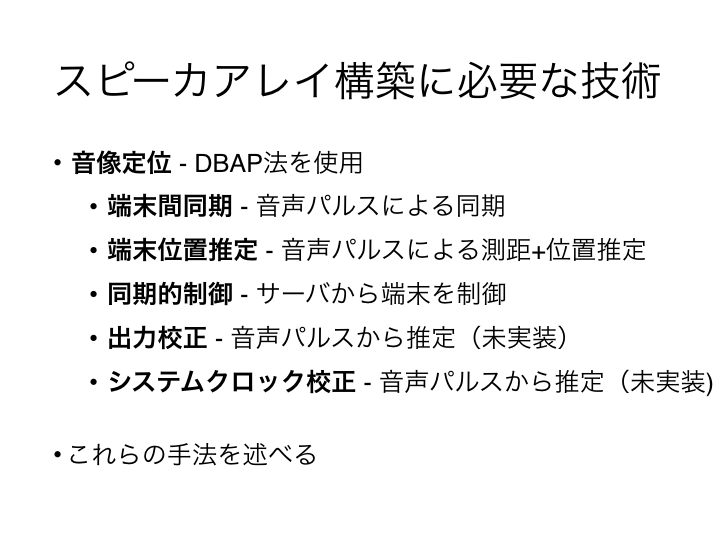 スピーカアレイ構築に必要な技術
• 音像定位 - DBAP法を使用
• 端末間同期 - 音声パルスによる同期
• 端末位置推定 - 音声パルスによる測距+位置推定
• 同期的制御 - サーバから端末を制御
• 出力校正 - 音声パルスから推定（未実装）
• システムクロック校正 - 音声パルスから推定（未実装)
• これらの手法を述べる